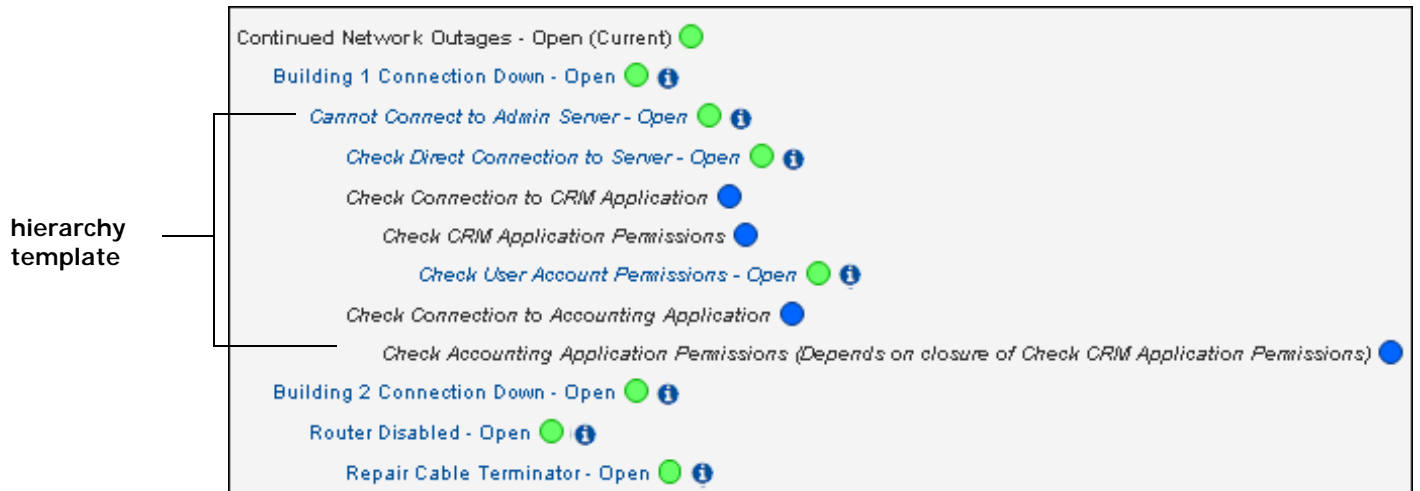 Continued Network Outages - Open (Current)
Building 1 Connection Down - Open
Cannot Connect to Admin Server - Open
Check Direct Connection to Server - Open
Check Connection to CRM Application
Check CRM Application Permissions
Check User Account Permissions - Open
Check Connection to Accounting Application
Check Accounting Application Permissions (Depends on closure of Check CRM Application Permissions)
Building 2 Connection Down - Open
Router Disabled - Open
Repair Cable Terminator - Open
hierarchy
template